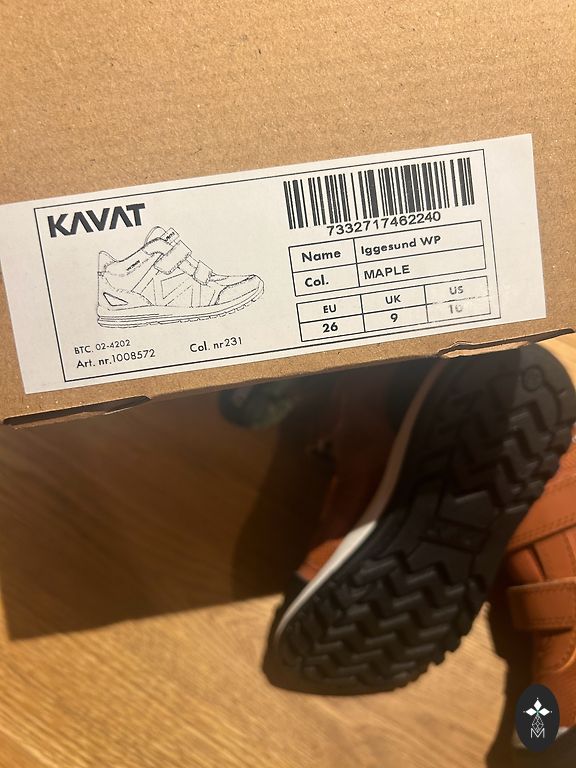 KAVAT
7332717462240
Name Iggesund WP
Col. MAPLE
EU UK US
26 9 10
BTC. 02-4202
Art. nr.1008572 Col. nr231
M